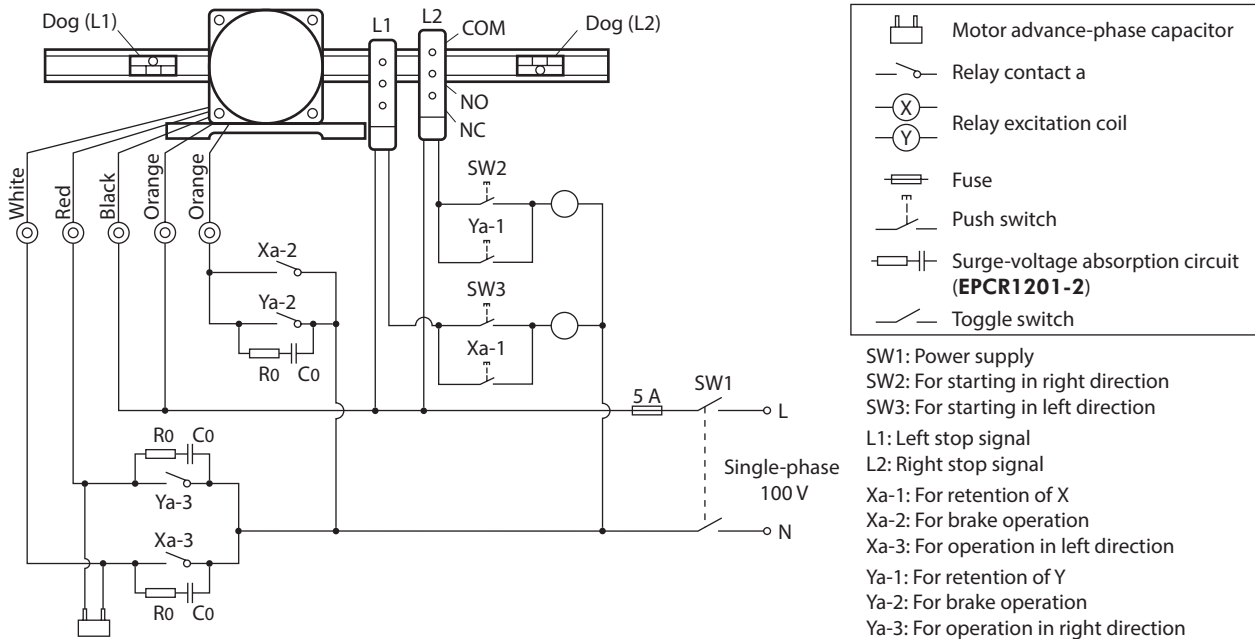 Dog (L1)
L1
L2
COM
Dog (L2)
NO
NC
White
Red
Black
Orange
Orange
SW2
Ya-1
Xa-2
Ya-2
R0 C0
SW3
Xa-1
5 A
SW1
L
R0 C0
Ya-3
Single-phase
100 V
N
Xa-3
R0 C0
Motor advance-phase capacitor
Relay contact a
X
Y
Relay excitation coil
Fuse
Push switch
Surge-voltage absorption circuit
(EPCR1201-2)
Toggle switch
SW1: Power supply
SW2: For starting in right direction
SW3: For starting in left direction
L1: Left stop signal
L2: Right stop signal
Xa-1: For retention of X
Xa-2: For brake operation
Xa-3: For operation in left direction
Ya-1: For retention of Y
Ya-2: For brake operation
Ya-3: For operation in right direction